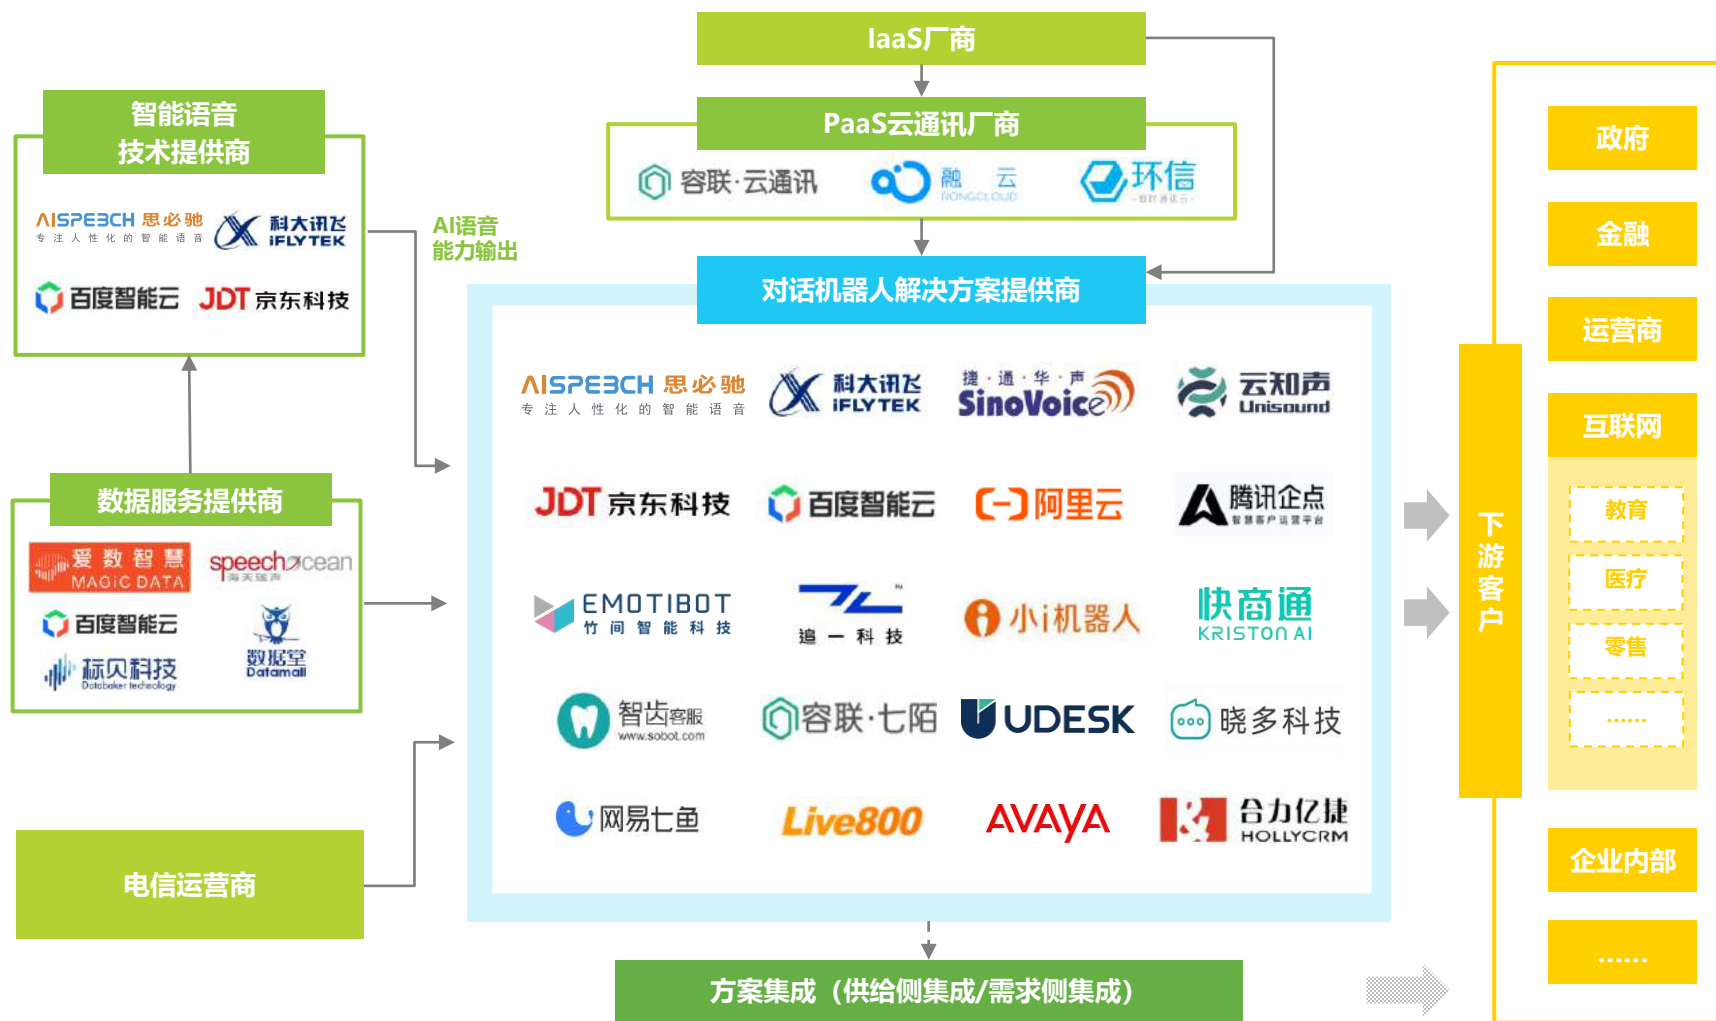 IaaS厂商
PaaS云通讯厂商
容联·云通讯
融 云
RONGCLOUD
环信
智能语音
技术提供商
AISPEECH 思必驰
专注人性化的智能语音
科大讯飞
iFLYTEK
百度智能云
JDT 京东科技
AI语音
能力输出
数据服务提供商
爱数智慧
MAGIC DATA
speechocean
海天瑞声
百度智能云
数据堂
Datamall
标贝科技
Databaker technology
电信运营商
对话机器人解决方案提供商
AISPEECH 思必驰
专注人性化的智能语音
科大讯飞
iFLYTEK
捷·通·华·声
SinoVoice
云知声
Unisound
JDT 京东科技
百度智能云
阿里云
腾讯企点
智慧客户运营平台
EMOTIBOT
竹间智能科技
追一科技
小i机器人
快商通
KRISTON AI
智齿客服
www.sobot.com
容联·七陌
UDESK
晓多科技
网易七鱼
Live800
AVAYA
合力亿捷
HOLLYCRM
方案集成（供给侧集成/需求侧集成）
下游客户
政府
金融
运营商
互联网
教育
医疗
零售
……
企业内部
……